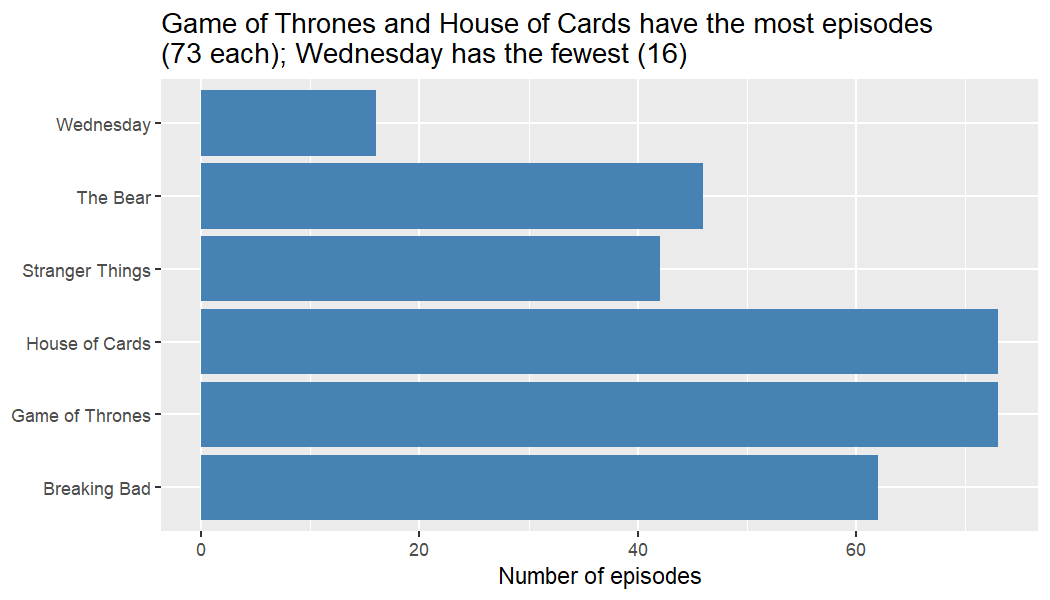 Game of Thrones and House of Cards have the most episodes
(73 each); Wednesday has the fewest (16)
Wednesday
The Bear
Stranger Things
House of Cards
Game of Thrones
Breaking Bad
0 20 40 60
Number of episodes